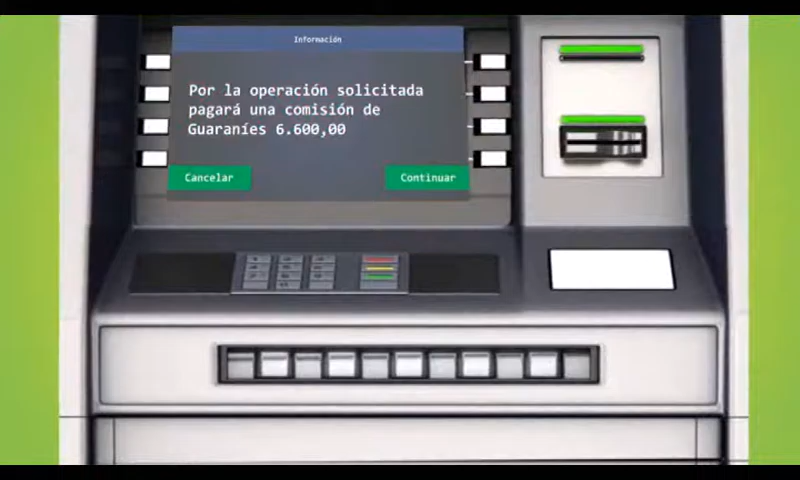 Información
Por la operación solicitada
pagará una comisión de
Guaraníes 6.600,00
Cancelar
Continuar